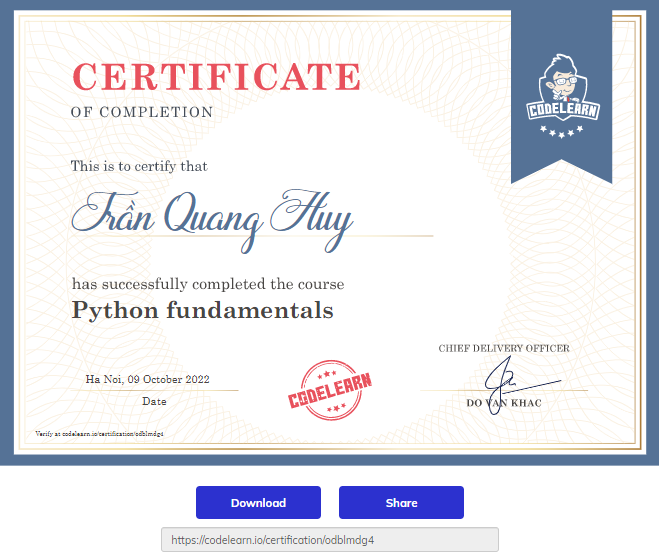 CERTIFICATE
OF COMPLETION
CODELEARN
This is to certify that
Trần Quang Huy
has successfully completed the course
Python fundamentals
CHIEF DELIVERY OFFICER
Ha Noi, 09 October 2022
CODELEARN
Date
DO VAN KHAC
Verify at codelearn.io/certification/odblmdg4
Download
Share
https://codelearn.io/certification/odblmdg4